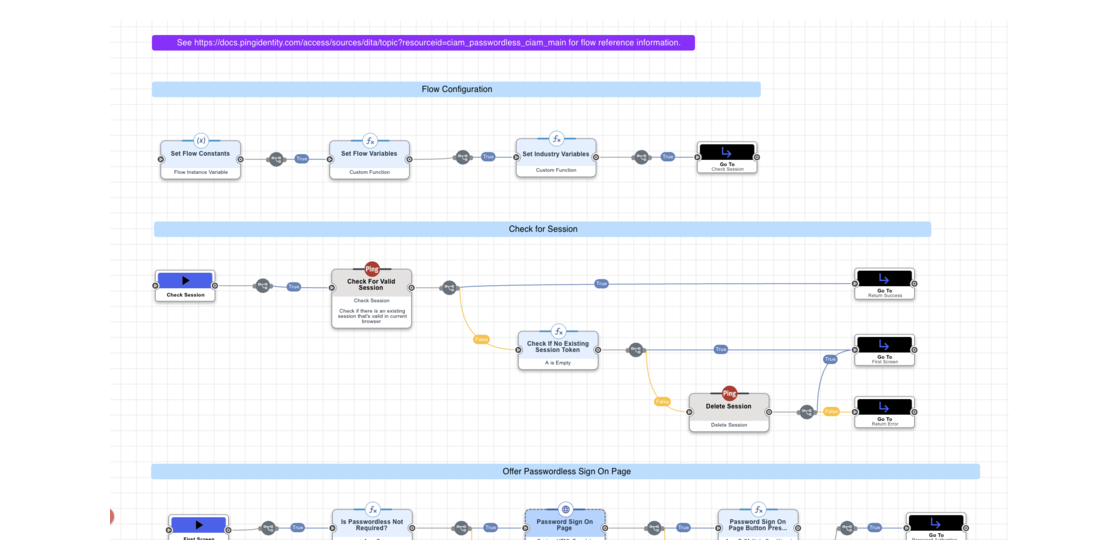 See https://docs.pingidentity.com/access/sources/dita/topic?resourceid=ciam_passwordless_ciam_main for flow reference information.
Flow Configuration
(x)
Set Flow Constants
Flow Instance Variable
True
Set Flow Variables
Custom Function
True
Set Industry Variables
Custom Function
True
Go To
Check Session
Check for Session
Check Session
True
Ping
Check For Valid
Session
Check Session
Check if there is an existing
session that's valid in current
browser
True
Go To
Return Success
False
Check If No Existing
Session Token
A is Empty
True
True
Go To
First Screen
False
Ping
Delete Session
Delete Session
False
Go To
Return Error
Offer Passwordless Sign On Page
First Screen
True
Is Passwordless Not
Required?
True
Password Sign On
Page
True
Password Sign On
Page Button Pres...
True
Go To